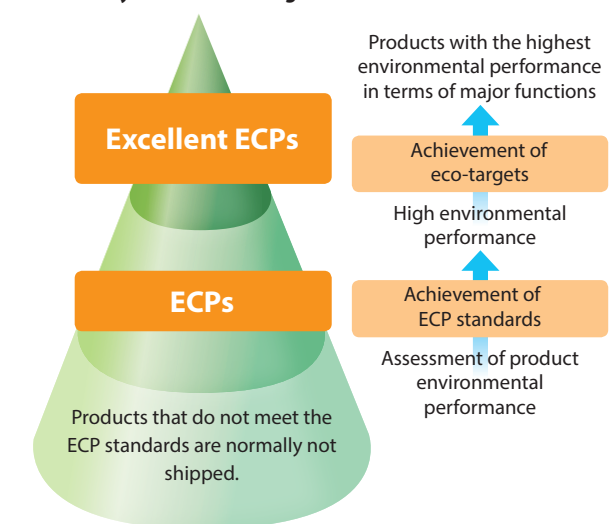 Products with the highest
environmental performance
in terms of major functions
Excellent ECPs
Achievement of
eco-targets
High environmental
performance
ECPs
Achievement of
ECP standards
Assessment of product
environmental
performance
Products that do not meet the
ECP standards are normally not
shipped.